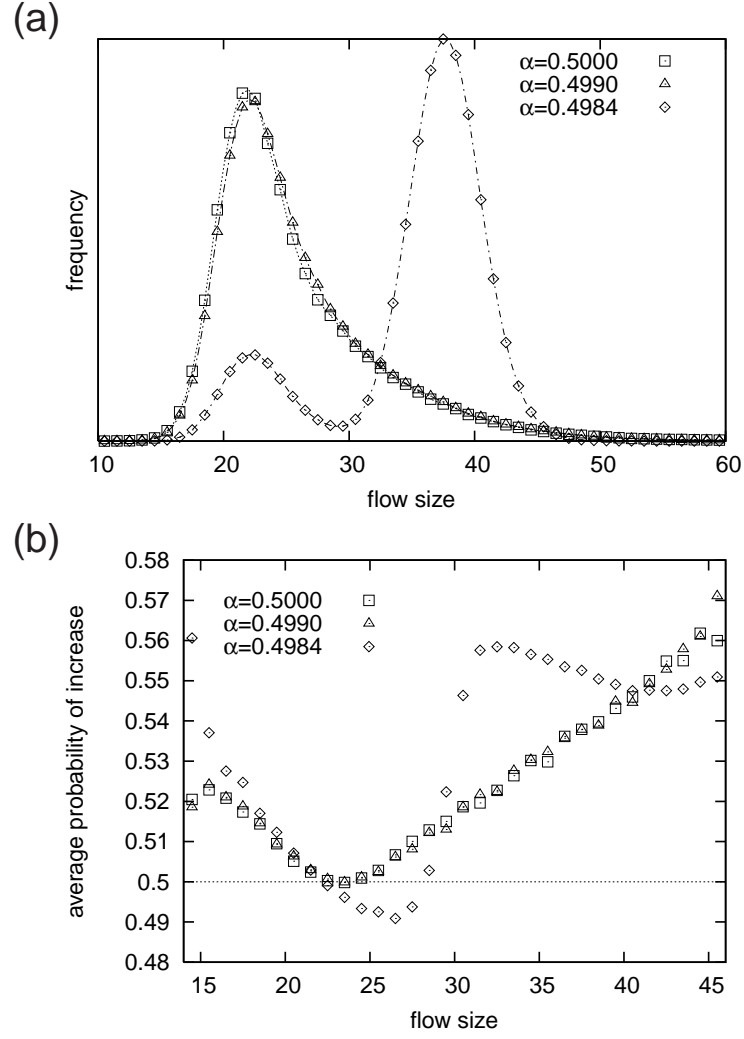 (a)
α=0.5000
α=0.4990
α=0.4984
frequency
10 20 30 40 50 60
flow size
(b)
0.58
0.57
0.56
0.55
0.54
0.53
0.52
0.51
0.5
0.49
0.48
α=0.5000
α=0.4990
α=0.4984
average probability of increase
15 20 25 30 35 40 45
flow size